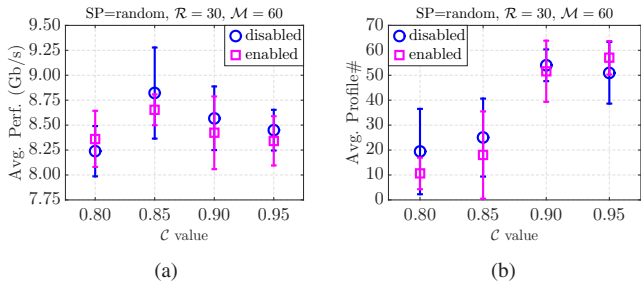 SP=random, ℛ = 30, ℳ = 60
Avg. Perf. (Gb/s)
9.50
9.25
9.00
8.75
8.50
8.25
8.00
7.75
disabled
enabled
0.80 0.85 0.90 0.95
𝒞 value
(a)
SP=random, ℛ = 30, ℳ = 60
Avg. Profile#
70
60
50
40
30
20
10
0
disabled
enabled
0.80 0.85 0.90 0.95
𝒞 value
(b)